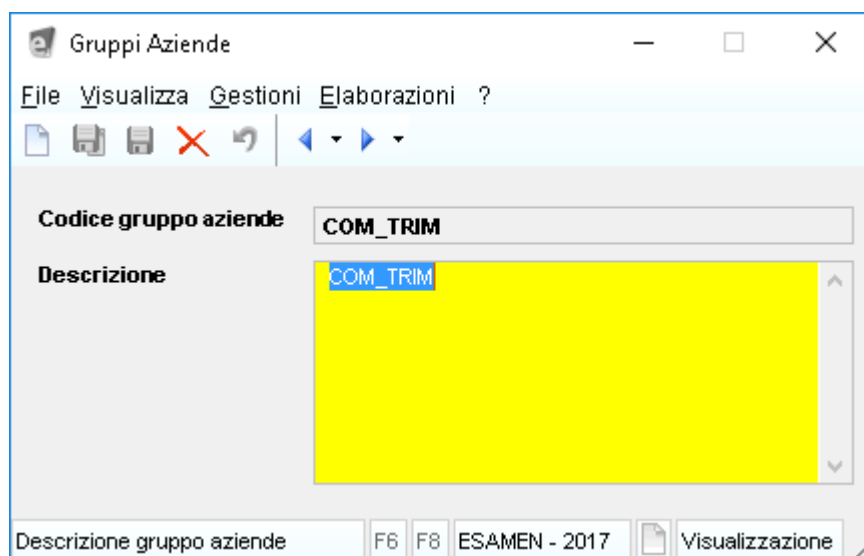 Gruppi Aziende
File Visualizza Gestioni Elaborazioni ?
Codice gruppo aziende COM_TRIM
Descrizione COM_TRIM
Descrizione gruppo aziende F6 F8 ESAMEN - 2017 Visualizzazione